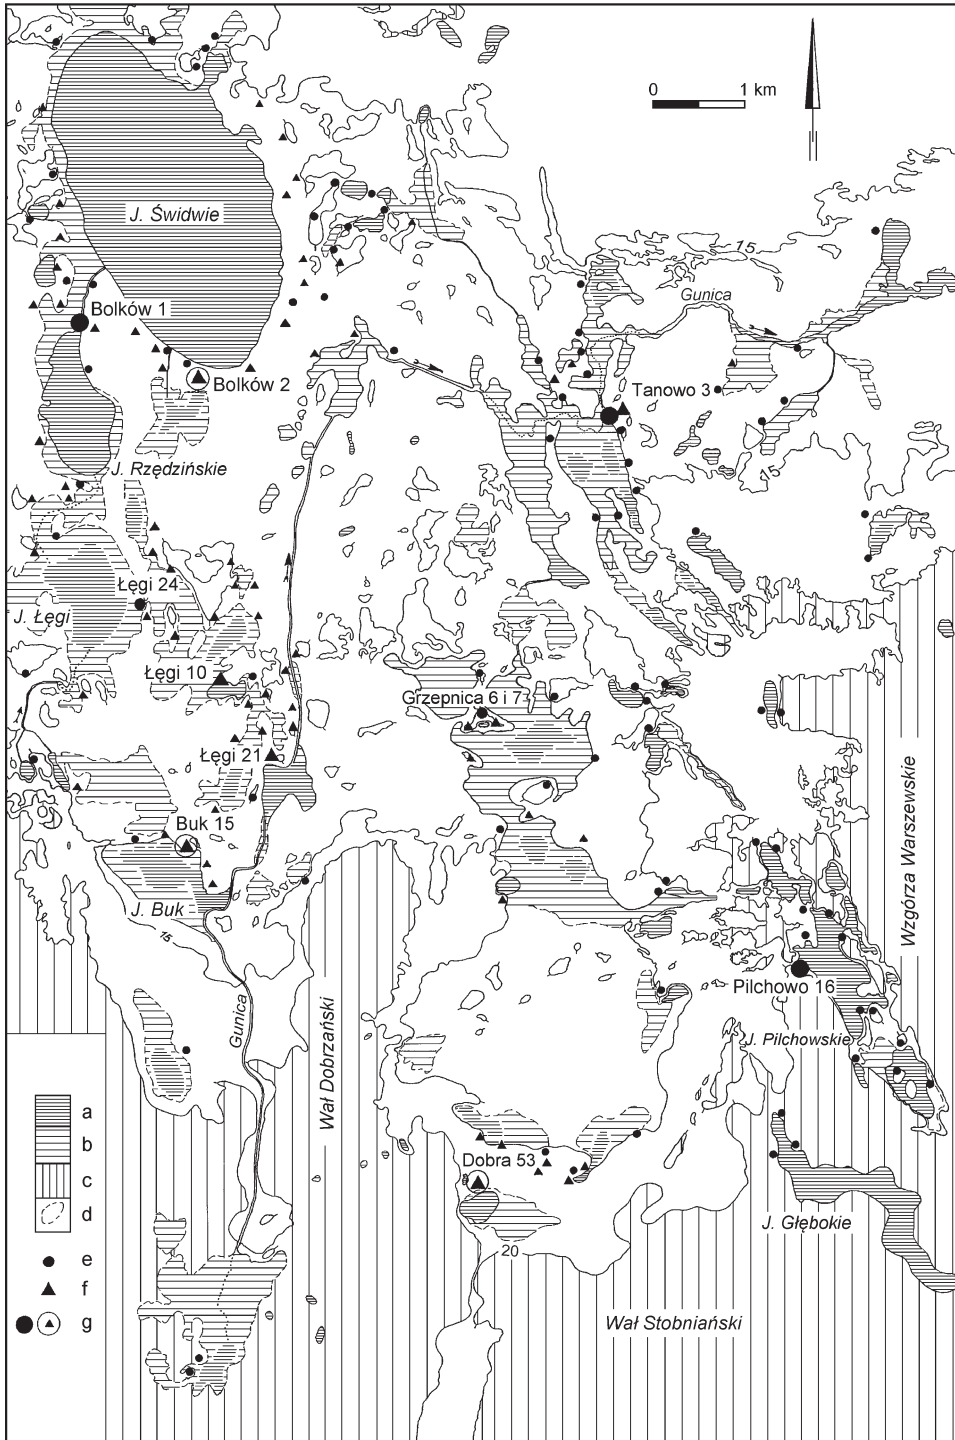 0 1 km
J. Świdwie
15
Gunica
Bolków 1
Bolków 2
Tanowo 3
J. Rzędzińskie
15
Łęgi 24
J. Łęgi
Łęgi 10
Grzepnica 6 i 7
Łęgi 21
Wzgórza Warszewskie
Buk 15
J. Buk
15
Pilchowo 16
Gunica
J. Pilchowskie
Wał Dobrzański
a
b
c
d
e
f
g
Dobra 53
J. Głębokie
20
Wał Stobniański